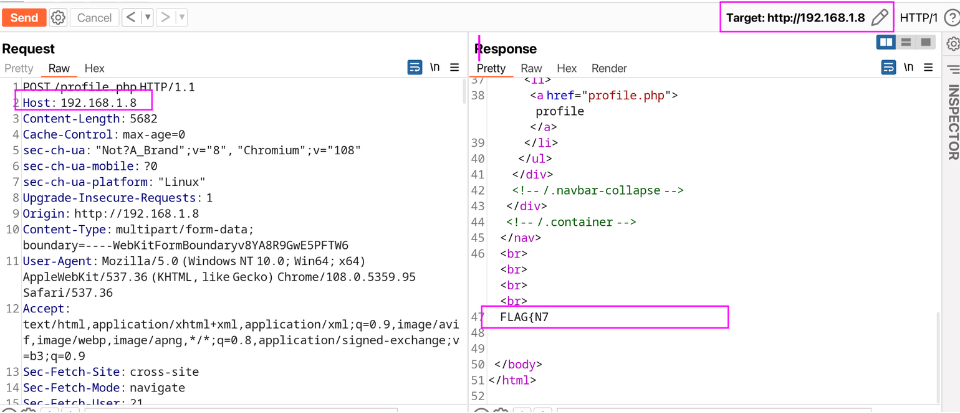 Send
Cancel
<
>
Target: http://192.168.1.8
HTTP/1
?
Request
Pretty
Raw
Hex
\n
1 POST /profile.php HTTP/1.1
2 Host: 192.168.1.8
3 Content-Length: 5682
4 Cache-Control: max-age=0
5 sec-ch-ua: "Not?A_Brand";v="8", "Chromium";v="108"
6 sec-ch-ua-mobile: ?0
7 sec-ch-ua-platform: "Linux"
8 Upgrade-Insecure-Requests: 1
9 Origin: http://192.168.1.8
10 Content-Type: multipart/form-data;
boundary=----WebKitFormBoundaryv8YA8R9GwE5PFTW6
11 User-Agent: Mozilla/5.0 (Windows NT 10.0; Win64; x64)
AppleWebKit/537.36 (KHTML, like Gecko) Chrome/108.0.5359.95
Safari/537.36
12 Accept:
text/html,application/xhtml+xml,application/xml;q=0.9,image/avi
f,image/webp,image/apng,*/*;q=0.8,application/signed-exchange;v
=b3;q=0.9
13 Sec-Fetch-Site: cross-site
14 Sec-Fetch-Mode: navigate
15 Sec-Fetch-User: ?1
Response
Pretty
Raw
Hex
Render
\n
37 <li>
38 <a href="profile.php">
profile
</a>
39 </li>
40 </ul>
41 </div>
42 <!-- /.navbar-collapse -->
43 </div>
44 <!-- /.container -->
45 </nav>
46 <br>
<br>
<br>
<br>
47 FLAG{N7
48
49
50 </body>
51 </html>
52
INSPECTOR